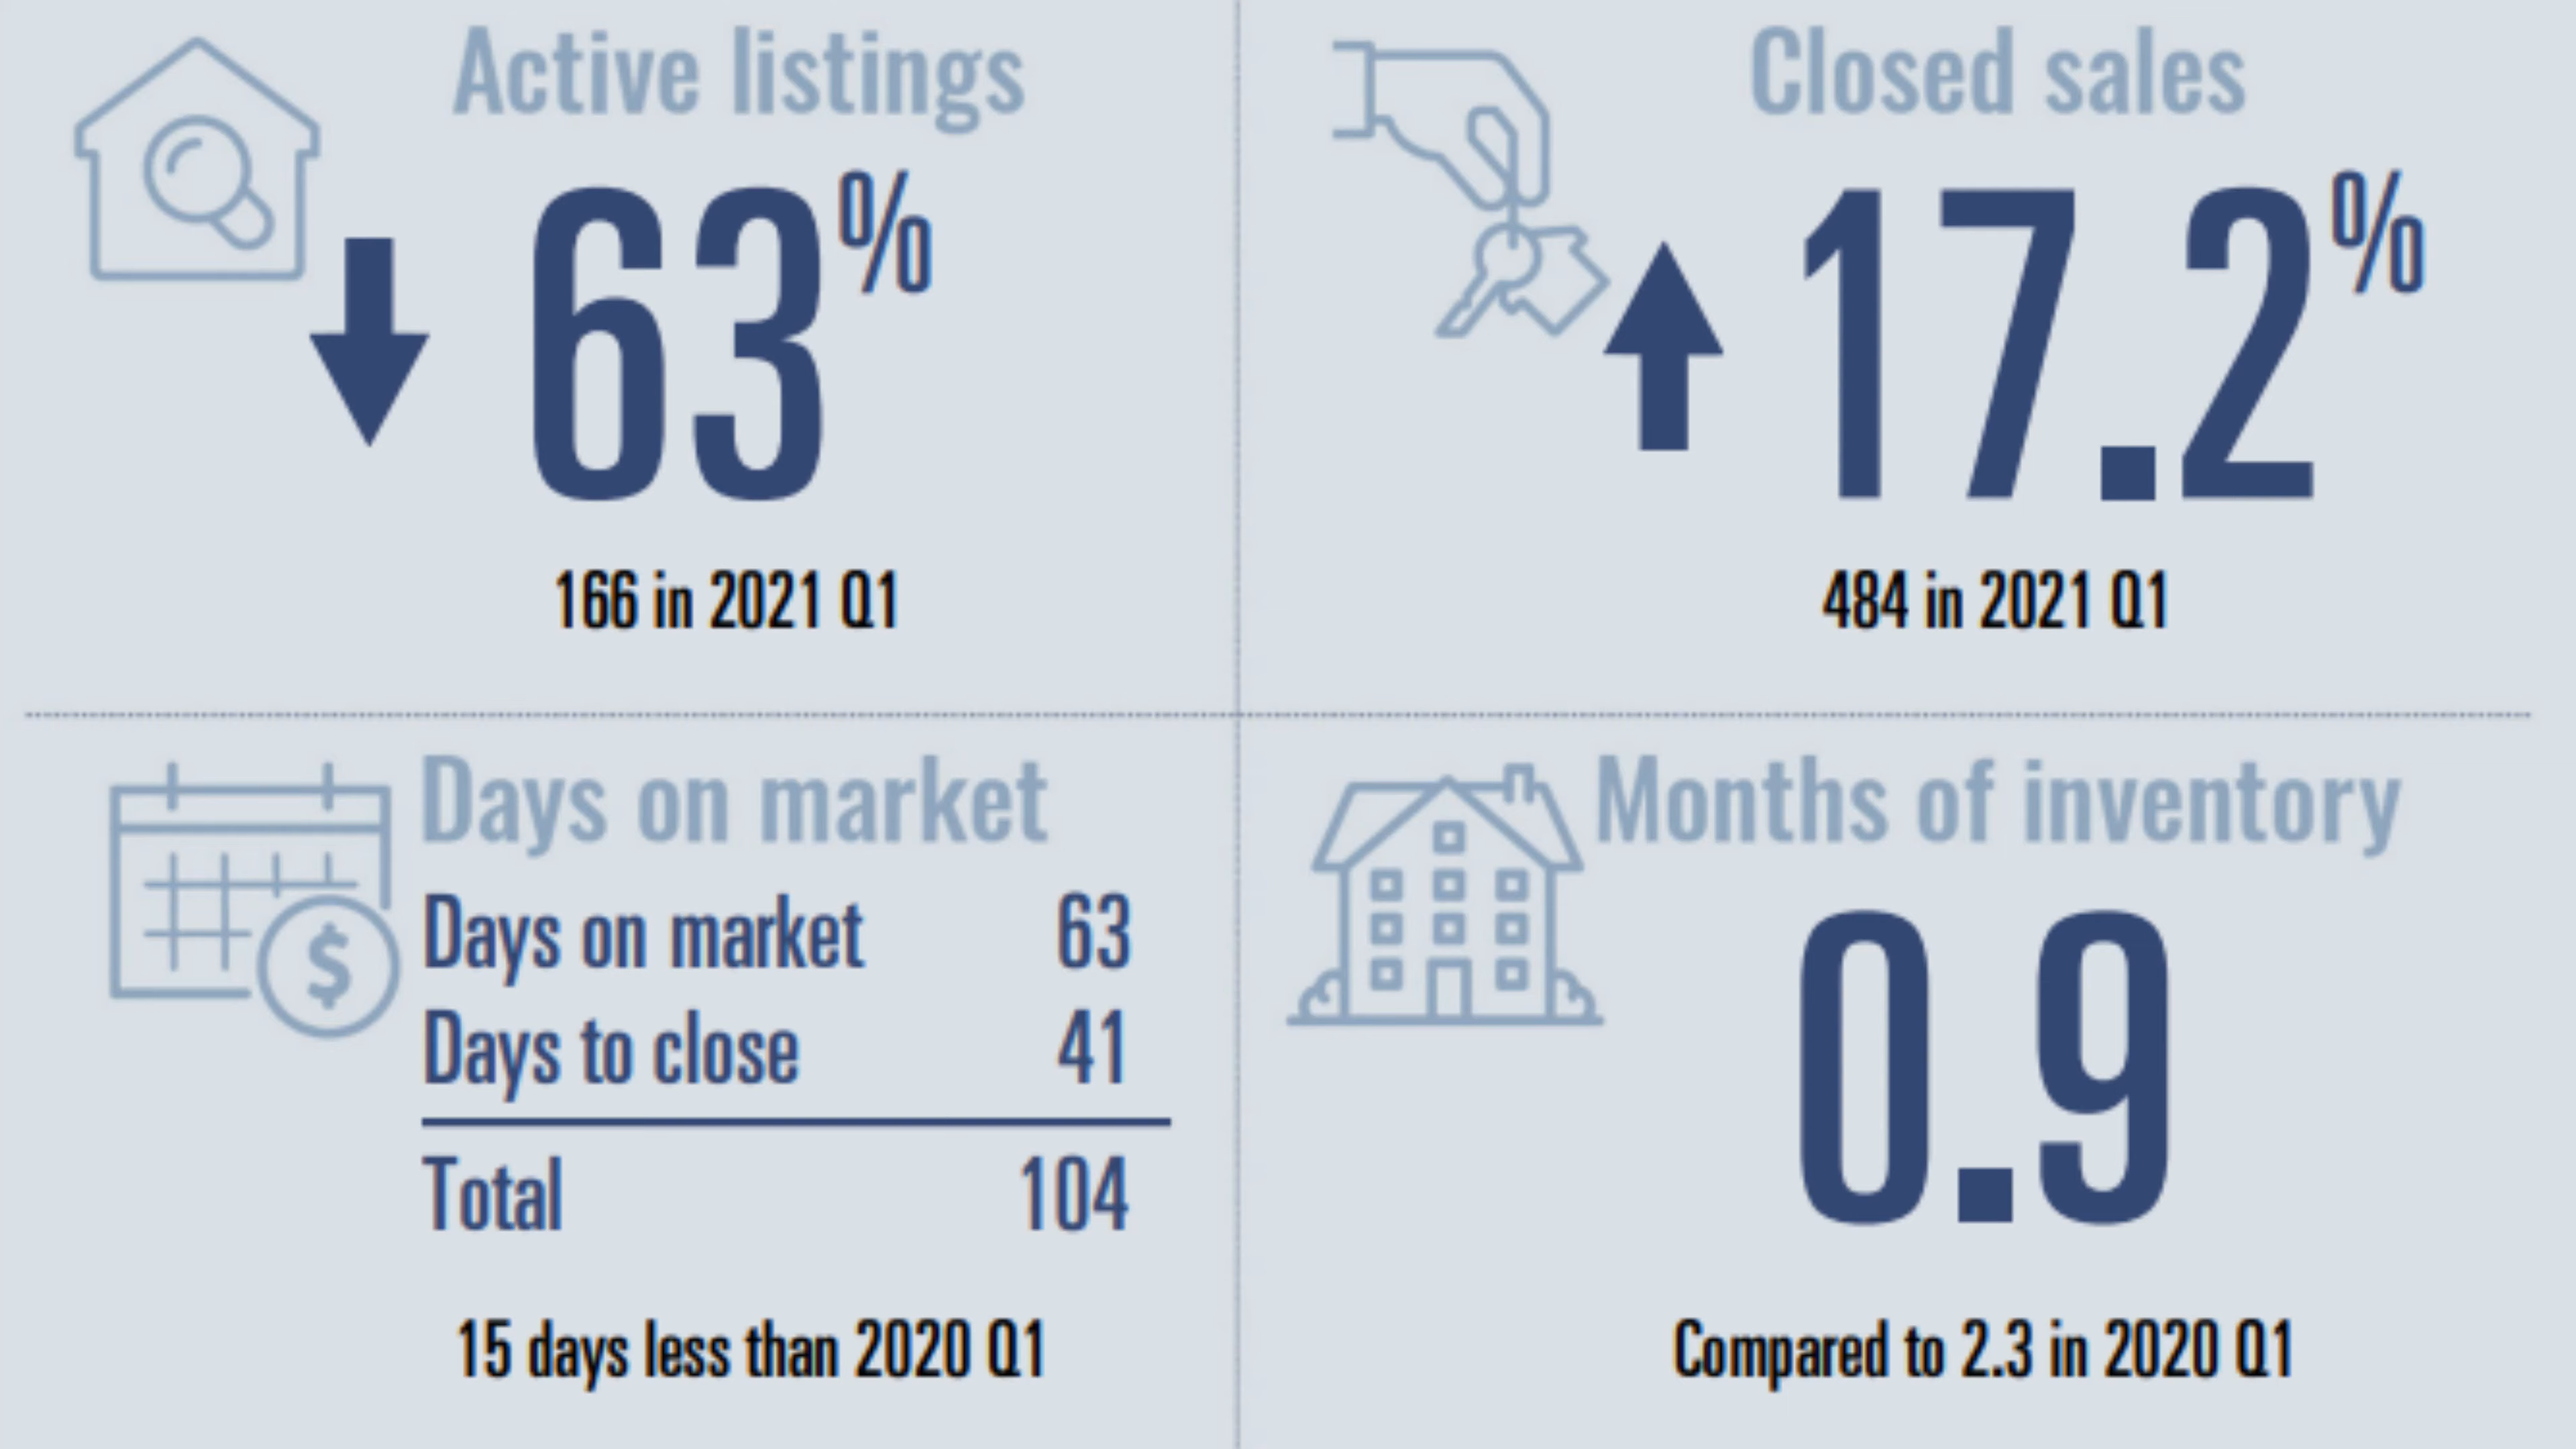 Active listings
63%
166 in 2021 Q1
Closed sales
17.2%
484 in 2021 Q1
Days on market
Days on market 63
Days to close 41
Total 104
15 days less than 2020 Q1
Months of inventory
0.9
Compared to 2.3 in 2020 Q1